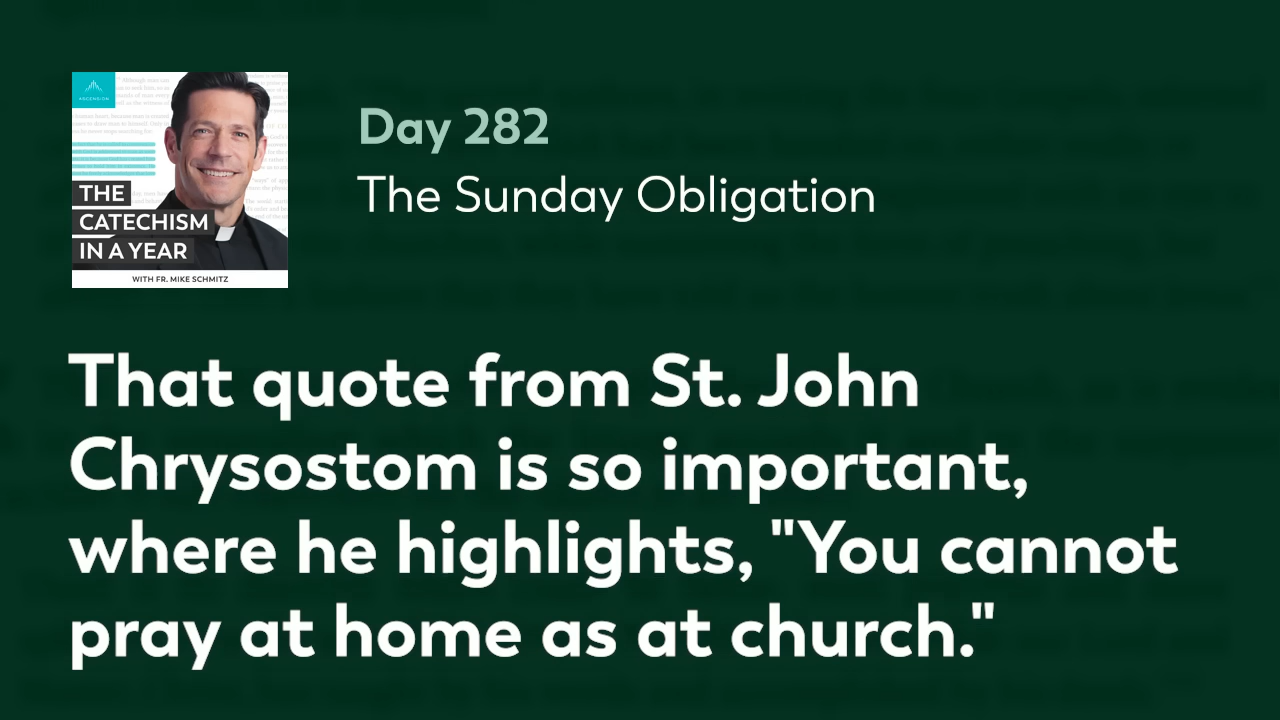 ASCENSION
THE
CATECHISM
IN A YEAR
WITH FR. MIKE SCHMITZ
Day 282
The Sunday Obligation
That quote from St. John
Chrysostom is so important,
where he highlights, "You cannot
pray at home as at church."